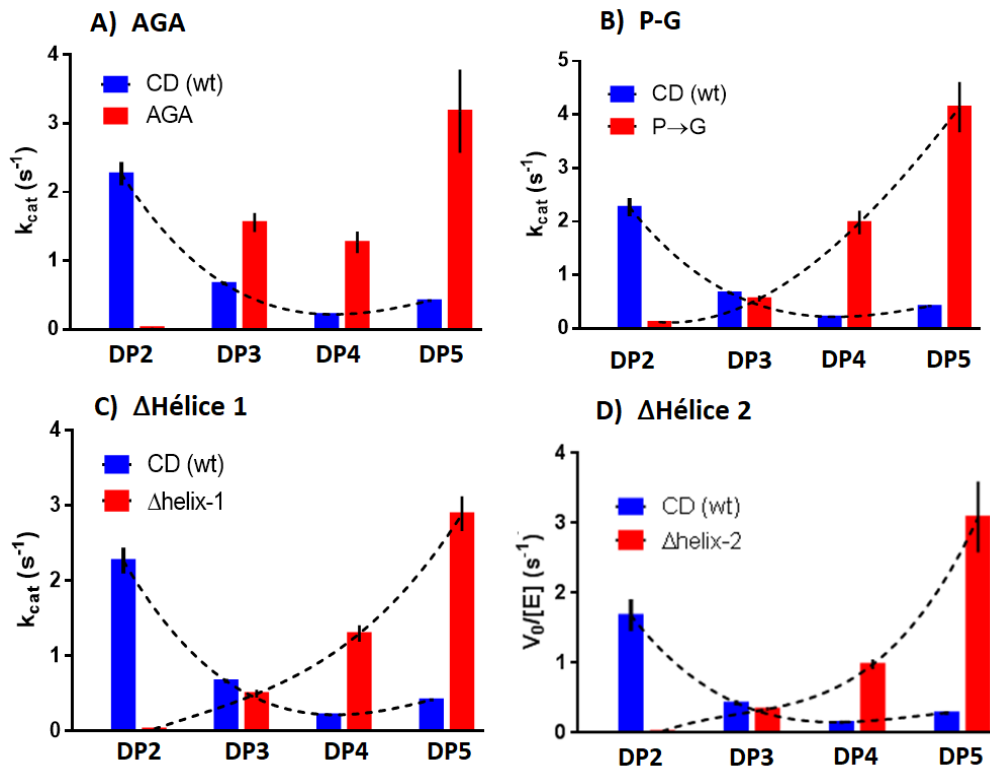 A) AGA
4
3
2
1
0
k_cat (s⁻¹)
CD (wt)
AGA
DP2 DP3 DP4 DP5
B) P-G
5
4
3
2
1
0
k_cat (s⁻¹)
CD (wt)
P→G
DP2 DP3 DP4 DP5
C) ΔHélice 1
4
3
2
1
0
k_cat (s⁻¹)
CD (wt)
Δhelix-1
DP2 DP3 DP4 DP5
D) ΔHélice 2
4
3
2
1
0
V₀/[E] (s⁻¹)
CD (wt)
Δhelix-2
DP2 DP3 DP4 DP5